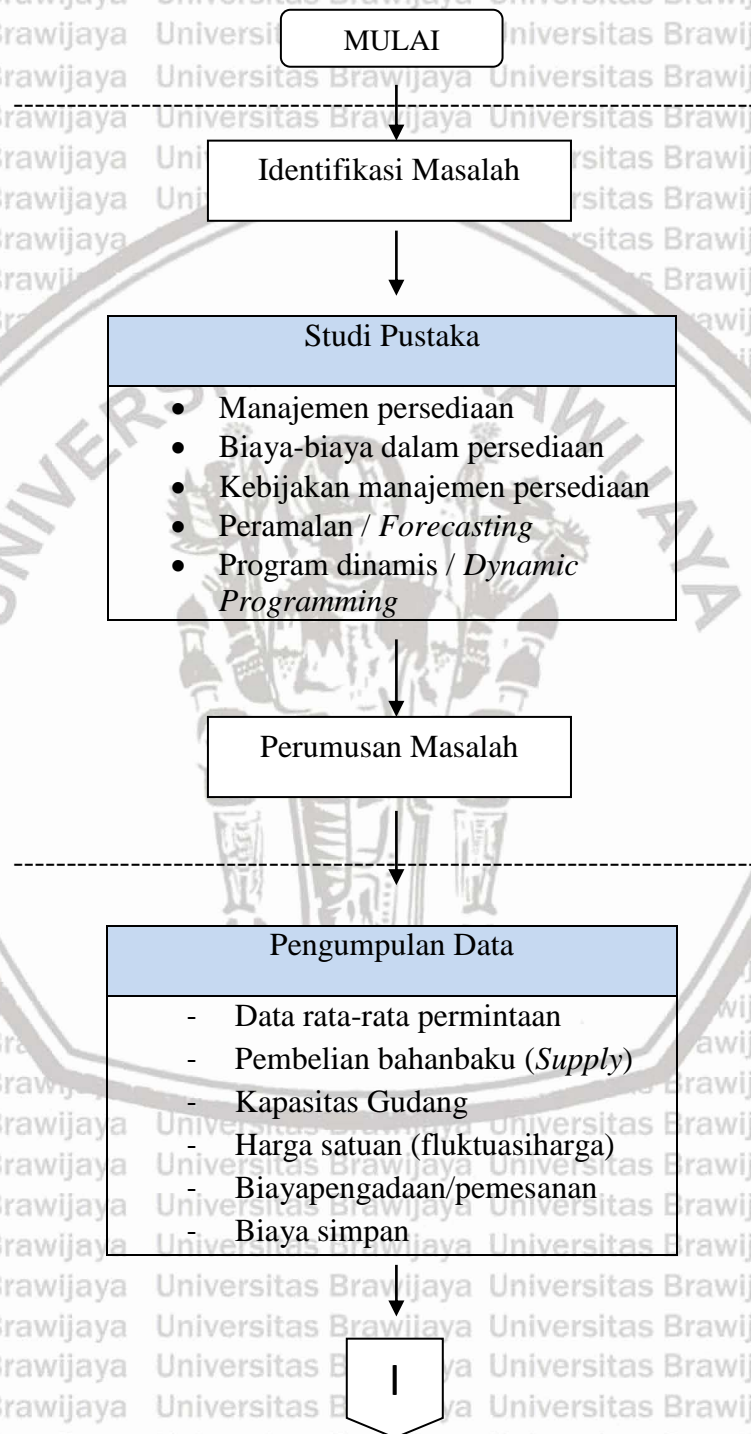 MULAI
Identifikasi Masalah
Studi Pustaka
• Manajemen persediaan
• Biaya-biaya dalam persediaan
• Kebijakan manajemen persediaan
• Peramalan / Forecasting
• Program dinamis / Dynamic
Programming
Perumusan Masalah
Pengumpulan Data
- Data rata-rata permintaan
- Pembelian bahanbaku (Supply)
- Kapasitas Gudang
- Harga satuan (fluktuasiharga)
- Biayapengadaan/pemesanan
- Biaya simpan
I